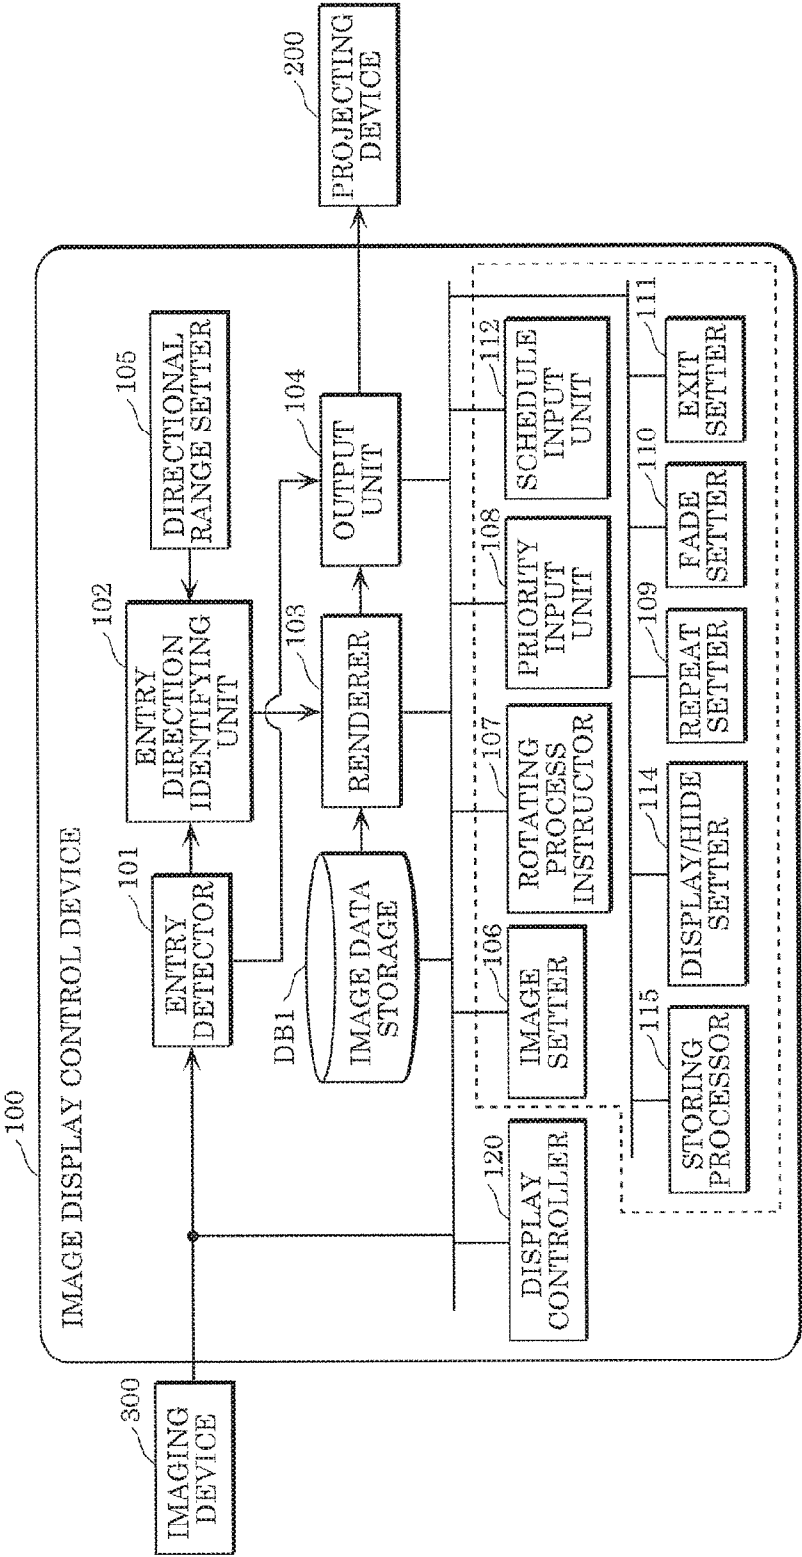 100
IMAGE DISPLAY CONTROL DEVICE
300
IMAGING
DEVICE
101
ENTRY
DETECTOR
102
ENTRY
DIRECTION
IDENTIFYING
UNIT
105
DIRECTIONAL
RANGE SETTER
DB1
IMAGE DATA
STORAGE
103
RENDERER
104
OUTPUT
UNIT
200
PROJECTING
DEVICE
120
DISPLAY
CONTROLLER
106
IMAGE
SETTER
107
ROTATING
PROCESS
INSTRUCTOR
108
PRIORITY
INPUT
UNIT
112
SCHEDULE
INPUT
UNIT
115
STORING
PROCESSOR
114
DISPLAY/HIDE
SETTER
109
REPEAT
SETTER
110
FADE
SETTER
111
EXIT
SETTER